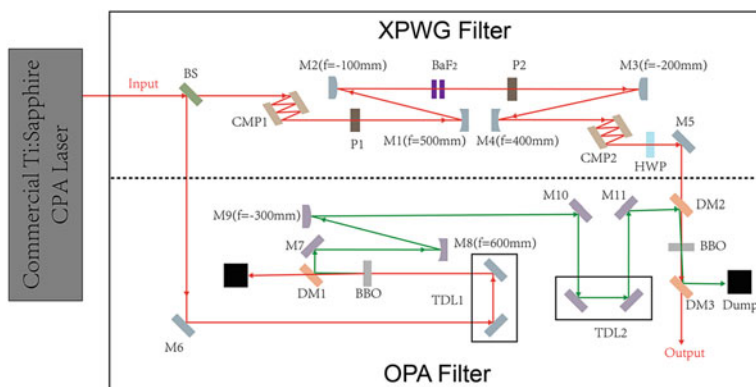 XPWG Filter
Commercial Ti:Sapphire
CPA Laser
Input
BS
M2(f=-100mm)
BaF2
P2
M3(f=-200mm)
CMP1
P1
M1(f=500mm)
M4(f=400mm)
CMP2
HWP
M5
M9(f=-300mm)
M7
M8(f=600mm)
DM1
BBO
TDL1
M10
M11
DM2
BBO
DM3
Dump
TDL2
M6
Output
OPA Filter